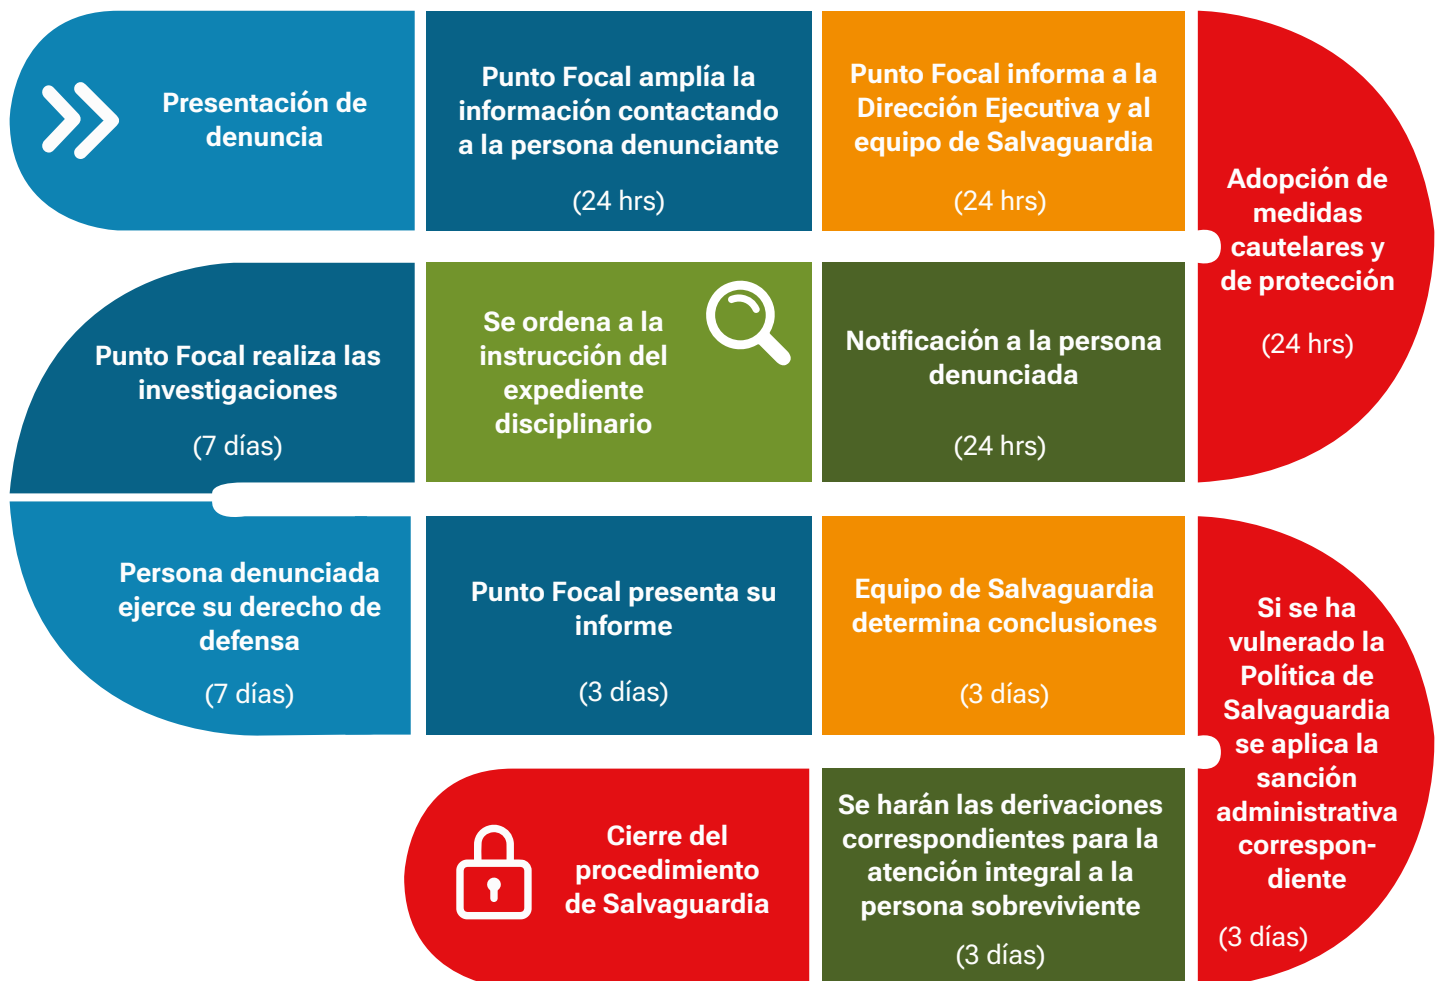 Presentación de
denuncia
Punto Focal amplía la
información contactando
a la persona denunciante
(24 hrs)
Punto Focal informa a la
Dirección Ejecutiva y al
equipo de Salvaguardia
(24 hrs)
Adopción de
medidas
cautelares y
de protección
(24 hrs)
Notificación a la persona
denunciada
(24 hrs)
Se ordena a la
instrucción del
expediente
disciplinario
Punto Focal realiza las
investigaciones
(7 días)
Persona denunciada
ejerce su derecho de
defensa
(7 días)
Punto Focal presenta su
informe
(3 días)
Equipo de Salvaguardia
determina conclusiones
(3 días)
Si se ha
vulnerado la
Política de
Salvaguardia
se aplica la
sanción
administrativa
correspon-
diente
(3 días)
Se harán las derivaciones
correspondientes para la
atención integral a la
persona sobreviviente
(3 días)
Cierre del
procedimiento
de Salvaguardia